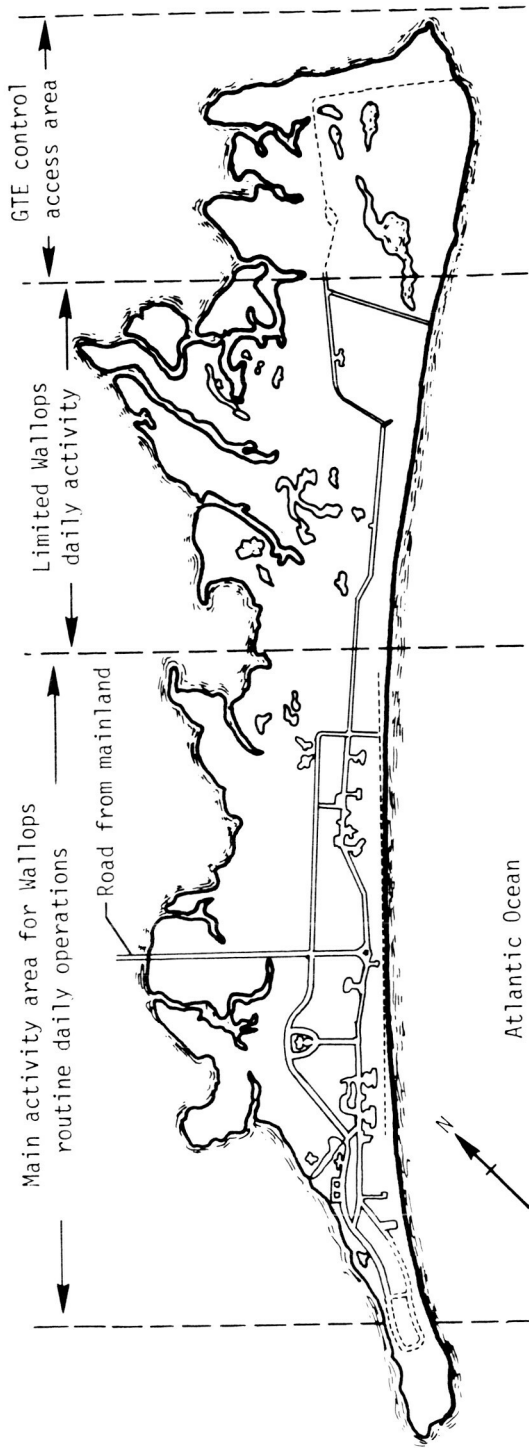 Main activity area for Wallops
routine daily operations
Limited Wallops
daily activity
GTE control
access area
Road from mainland
Atlantic Ocean
N